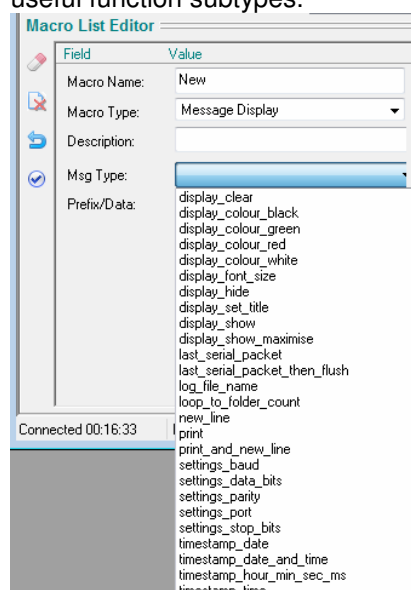 useful function subtypes.
Macro List Editor
Field Value
Macro Name: New
Macro Type: Message Display
Description:
Msg Type:
Prefix/Data:
display_clear
display_colour_black
display_colour_green
display_colour_red
display_colour_white
display_font_size
display_hide
display_set_title
display_show
display_show_maximise
last_serial_packet
last_serial_packet_then_flush
log_file_name
loop_to_folder_count
new_line
print
print_and_new_line
settings_baud
settings_data_bits
settings_parity
settings_port
settings_stop_bits
timestamp_date
timestamp_date_and_time
timestamp_hour_min_sec_ms
timestamp_time
Connected 00:16:33